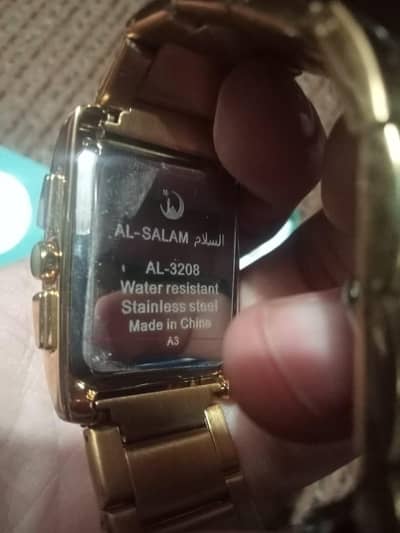 AL-SALAM السلام
AL-3208
Water resistant
Stainless steel
Made in China
A3